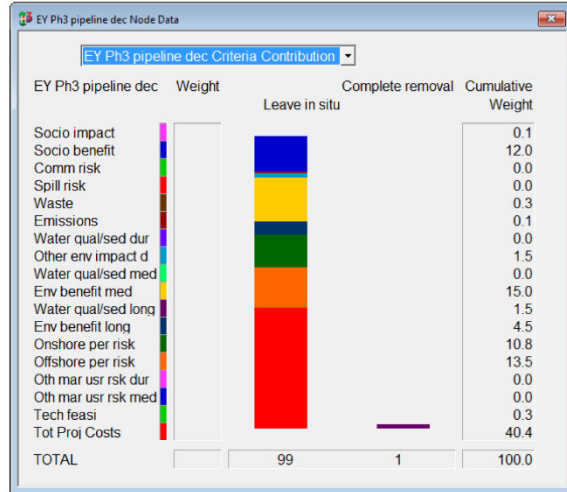 EY Ph3 pipeline dec Node Data
EY Ph3 pipeline dec Criteria Contribution
EY Ph3 pipeline dec Weight Complete removal Cumulative
Leave in situ Weight
Socio impact 0.1
Socio benefit 12.0
Comm risk 0.0
Spill risk 0.0
Waste 0.3
Emissions 0.1
Water qual/sed dur 0.0
Other env impact d 1.5
Water qual/sed med 0.0
Env benefit med 15.0
Water qual/sed long 1.5
Env benefit long 4.5
Onshore per risk 10.8
Offshore per risk 13.5
Oth mar usr rsk dur 0.0
Oth mar usr rsk med 0.0
Tech feasi 0.3
Tot Proj Costs 40.4
TOTAL 99 1 100.0